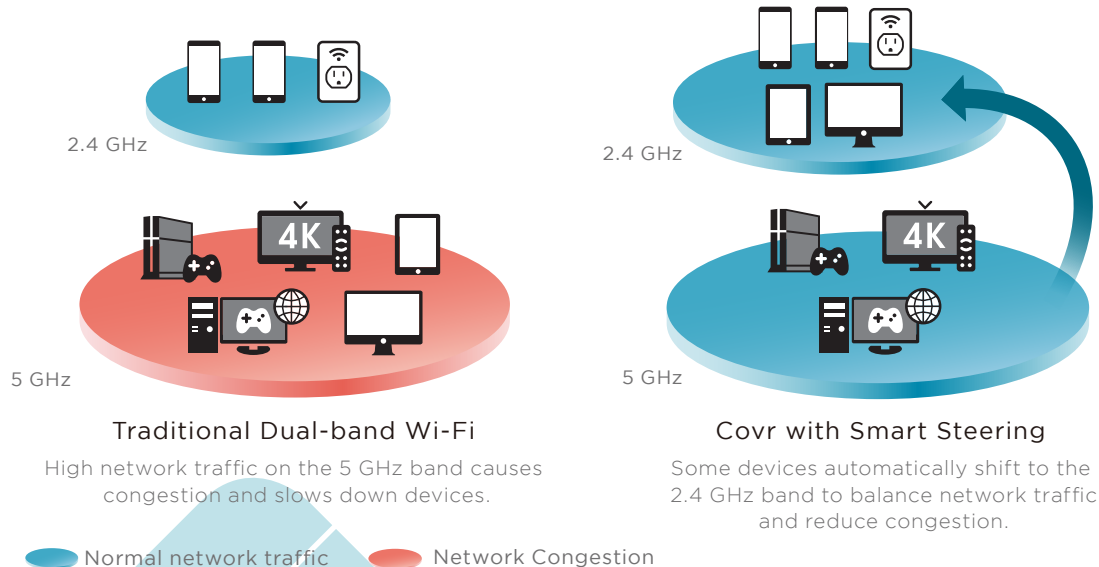 2.4 GHz
4K
5 GHz
Traditional Dual-band Wi-Fi
High network traffic on the 5 GHz band causes
congestion and slows down devices.
2.4 GHz
4K
5 GHz
Covr with Smart Steering
Some devices automatically shift to the
2.4 GHz band to balance network traffic
and reduce congestion.
Normal network traffic
Network Congestion